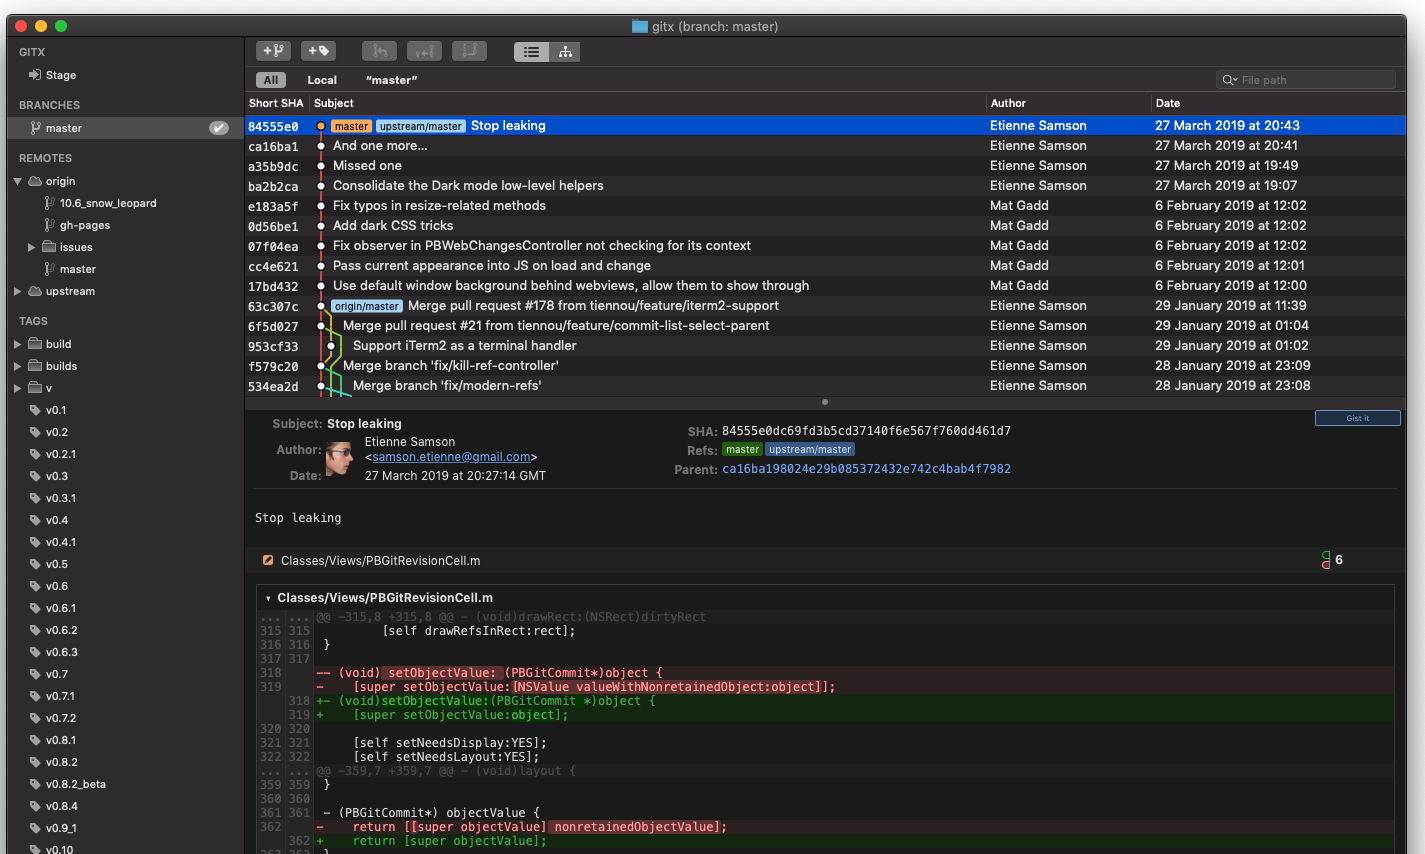 gitx (branch: master)
GITX
Stage
BRANCHES
master
REMOTES
origin
10.6_snow_leopard
gh-pages
issues
master
upstream
TAGS
build
builds
v
v0.1
v0.2
v0.2.1
v0.3
v0.3.1
v0.4
v0.4.1
v0.5
v0.6
v0.6.1
v0.6.2
v0.6.3
v0.7
v0.7.1
v0.7.2
v0.8.1
v0.8.2
v0.8.2_beta
v0.8.4
v0.9_1
v0.10
All Local “master” File path
Short SHA Subject Author Date
84555e0 master upstream/master Stop leaking Etienne Samson 27 March 2019 at 20:43
ca16ba1 And one more... Etienne Samson 27 March 2019 at 20:41
a35b9dc Missed one Etienne Samson 27 March 2019 at 19:49
ba2b2ca Consolidate the Dark mode low-level helpers Etienne Samson 27 March 2019 at 19:07
e183a5f Fix typos in resize-related methods Mat Gadd 6 February 2019 at 12:02
0d56be1 Add dark CSS tricks Mat Gadd 6 February 2019 at 12:02
07f04ea Fix observer in PBWebChangesController not checking for its context Mat Gadd 6 February 2019 at 12:02
cc4e621 Pass current appearance into JS on load and change Mat Gadd 6 February 2019 at 12:01
17bd432 Use default window background behind webviews, allow them to show through Mat Gadd 6 February 2019 at 12:00
63c307c origin/master Merge pull request #178 from tiennou/feature/iterm2-support Etienne Samson 29 January 2019 at 11:39
6f5d027 Merge pull request #21 from tiennou/feature/commit-list-select-parent Etienne Samson 29 January 2019 at 01:04
953cf33 Support iTerm2 as a terminal handler Etienne Samson 29 January 2019 at 01:02
f579c20 Merge branch 'fix/kill-ref-controller' Etienne Samson 28 January 2019 at 23:09
534ea2d Merge branch 'fix/modern-refs' Etienne Samson 28 January 2019 at 23:08
Gist it
Subject: Stop leaking
Author: Etienne Samson
<samson.etienne@gmail.com>
Date: 27 March 2019 at 20:27:14 GMT
SHA: 84555e0dc69fd3b5cd37140f6e567f760dd461d7
Refs: master upstream/master
Parent: ca16ba198024e29b085372432e742c4bab4f7982
Stop leaking
Classes/Views/PBGitRevisionCell.m 6
Classes/Views/PBGitRevisionCell.m
... ... @@ -315,8 +315,8 @@ - (void)drawRect:(NSRect)dirtyRect
315 315 [self drawRefsInRect:rect];
316 316 }
317 317
318 -- (void) setObjectValue: (PBGitCommit*)object {
319 - [super setObjectValue:[NSValue valueWithNonretainedObject:object]];
318 +- (void)setObjectValue:(PBGitCommit *)object {
319 + [super setObjectValue:object];
320 320
321 321 [self setNeedsDisplay:YES];
322 322 [self setNeedsLayout:YES];
... ... @@ -359,7 +359,7 @@ - (void)layout {
359 359 }
360 360
361 361 - (PBGitCommit*) objectValue {
362 - return [[super objectValue] nonretainedObjectValue];
362 + return [super objectValue];
363 363 }